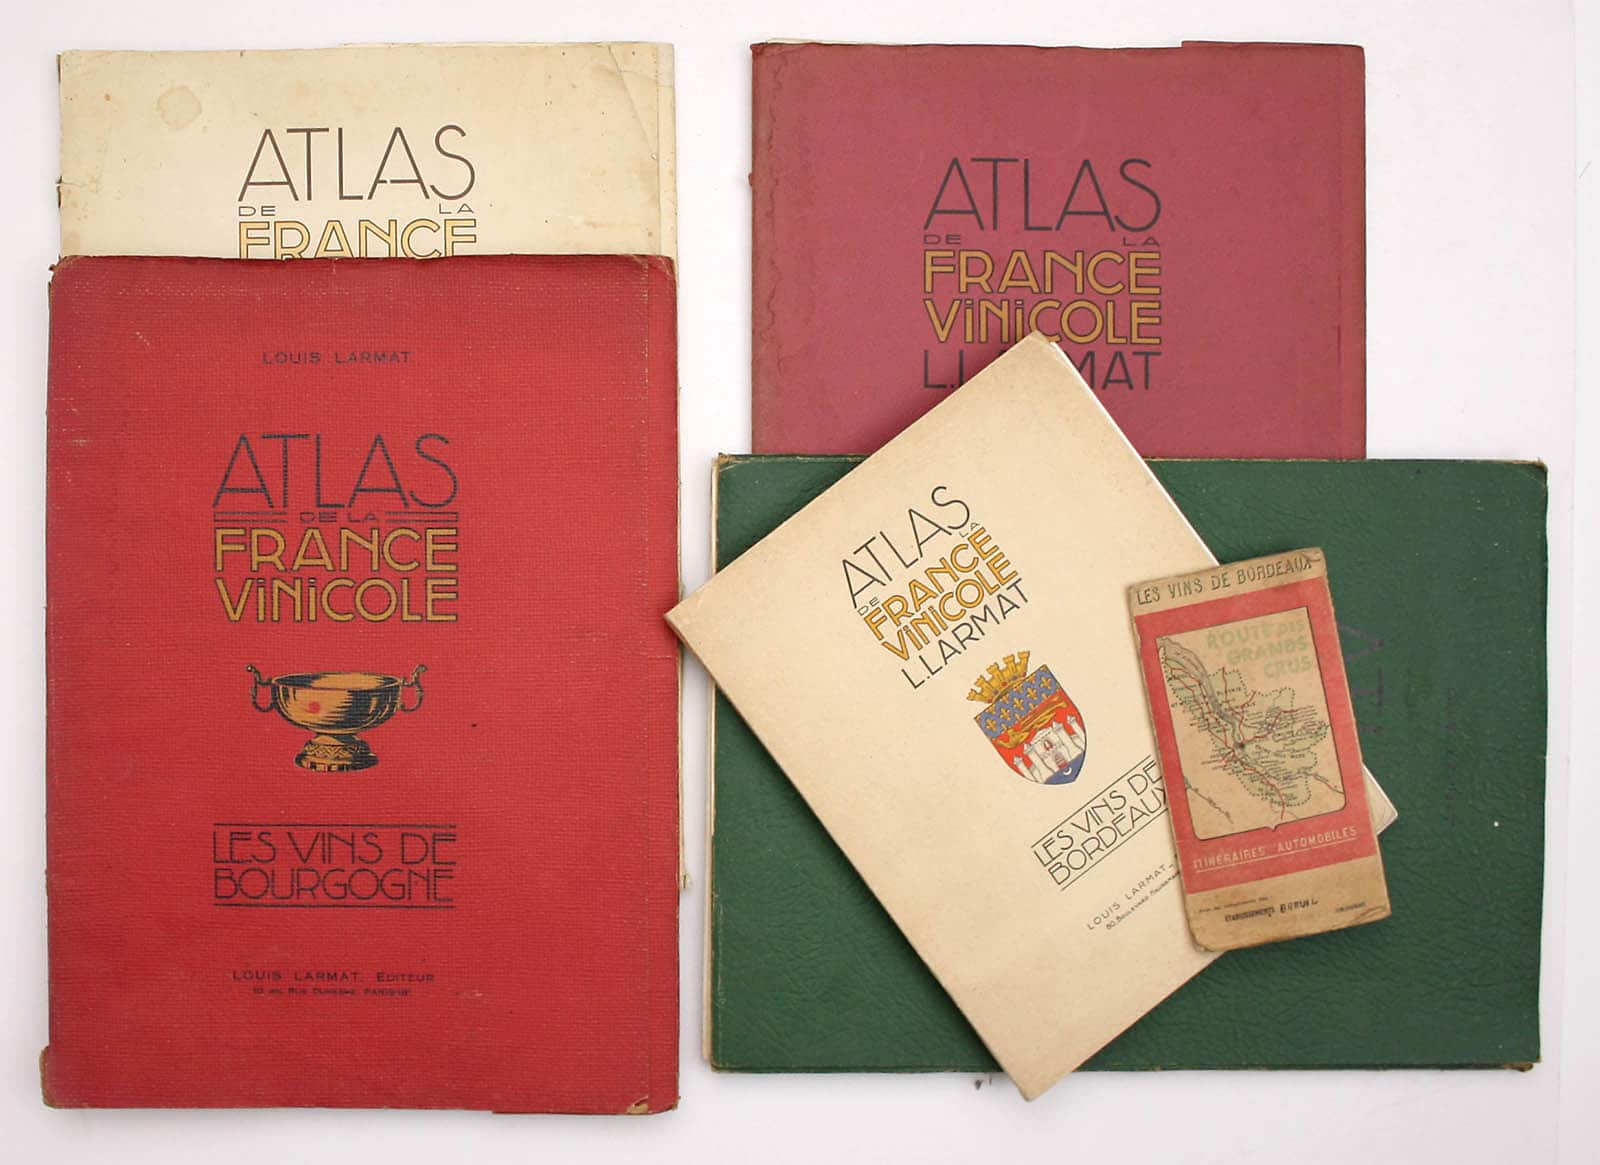 ATLAS
DE LA
FRANCE
LOUIS LARMAT
ATLAS
DE LA
FRANCE
ViNiCOLE
LES VINS DE
BOURGOGNE
LOUIS LARMAT, EDITEUR
ATLAS
DE LA
FRANCE
ViNiCOLE
ATLAS
DE LA
FRANCE
ViNiCOLE
L. LARMAT
LES VINS DE
BORDEAUX
LOUIS LARMAT
LES VINS DE BORDEAUX
ROUTE DES
GRANDS
CRUS
ITINÉRAIRES AUTOMOBILES